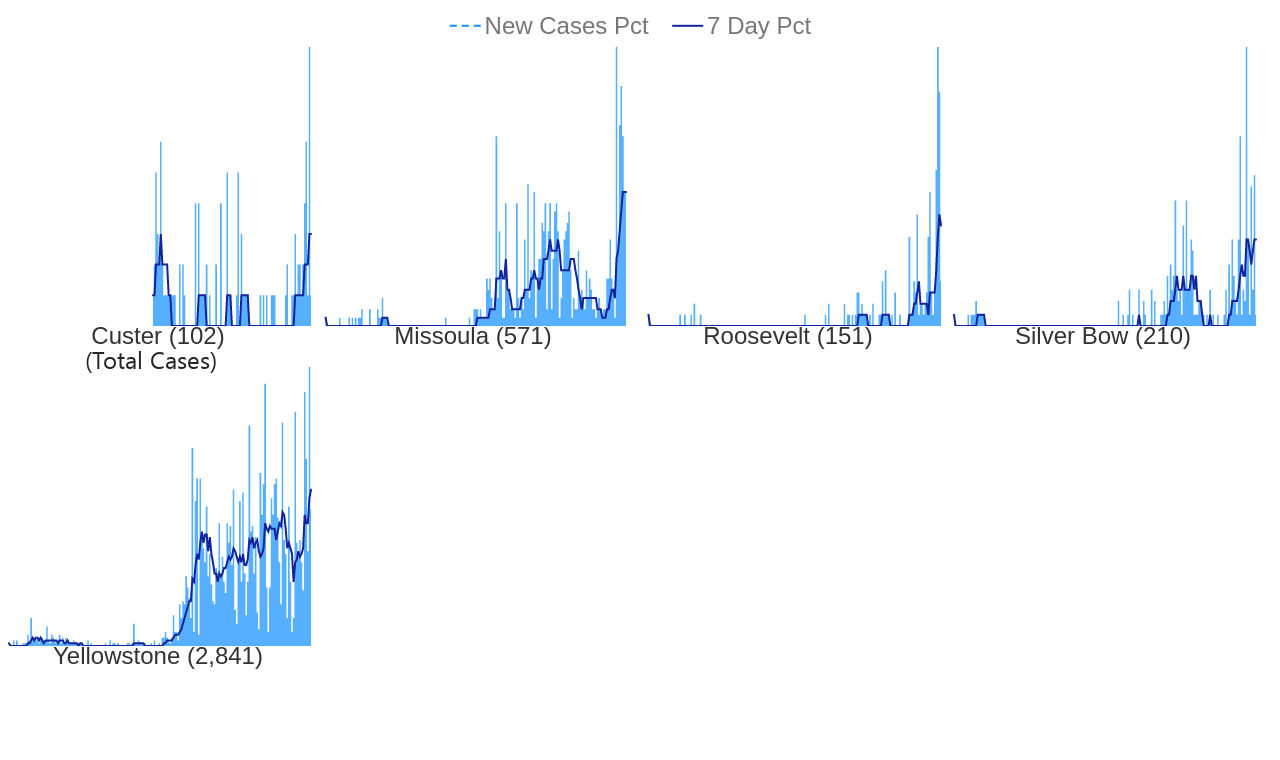 New Cases Pct 7 Day Pct
Custer (102) Missoula (571) Roosevelt (151) Silver Bow (210)
(Total Cases)
Yellowstone (2,841)